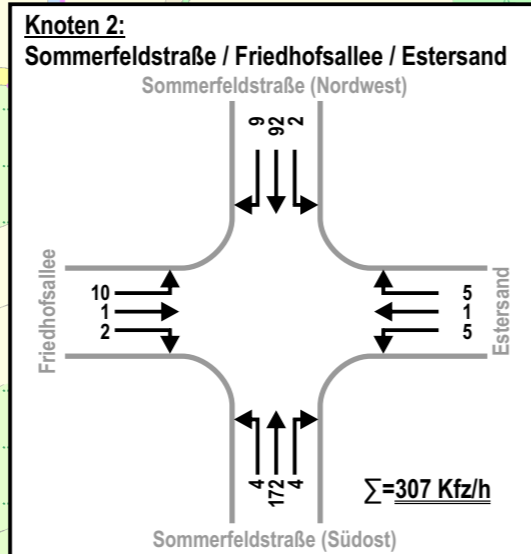 Knoten 2:
Sommerfeldstraße / Friedhofsallee / Estersand
Sommerfeldstraße (Nordwest)
9 92 2
Friedhofsallee
10
1
2
5
1
5
Estersand
4 172 4
∑=307 Kfz/h
Sommerfeldstraße (Südost)